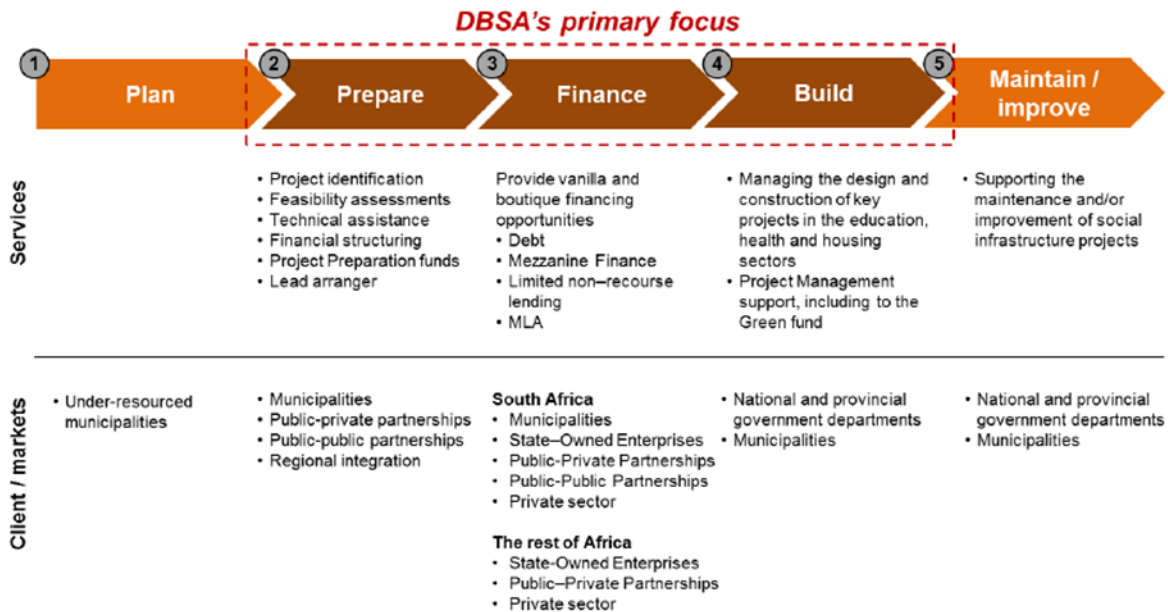 DBSA's primary focus
1
Plan
2
Prepare
3
Finance
4
Build
5
Maintain /
improve
Services
• Project identification
• Feasibility assessments
• Technical assistance
• Financial structuring
• Project Preparation funds
• Lead arranger
Provide vanilla and
boutique financing
opportunities
• Debt
• Mezzanine Finance
• Limited non–recourse
lending
• MLA
• Managing the design and
construction of key
projects in the education,
health and housing
sectors
• Project Management
support, including to the
Green fund
• Supporting the
maintenance and/or
improvement of social
infrastructure projects
Client / markets
• Under-resourced
municipalities
• Municipalities
• Public-private partnerships
• Public-public partnerships
• Regional integration
South Africa
• Municipalities
• State–Owned Enterprises
• Public-Private Partnerships
• Public-Public Partnerships
• Private sector
The rest of Africa
• State-Owned Enterprises
• Public–Private Partnerships
• Private sector
• National and provincial
government departments
• Municipalities
• National and provincial
government departments
• Municipalities